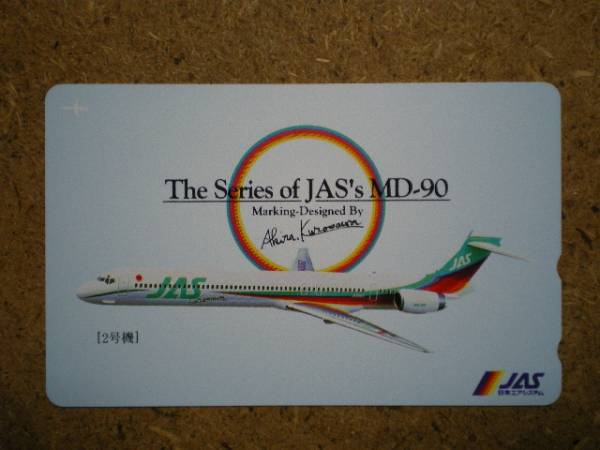 The Series of JAS's MD-90
Marking-Designed By
Akira. Kurosawa
JAS
JAS
[2号機]
JAS
日本エアシステム